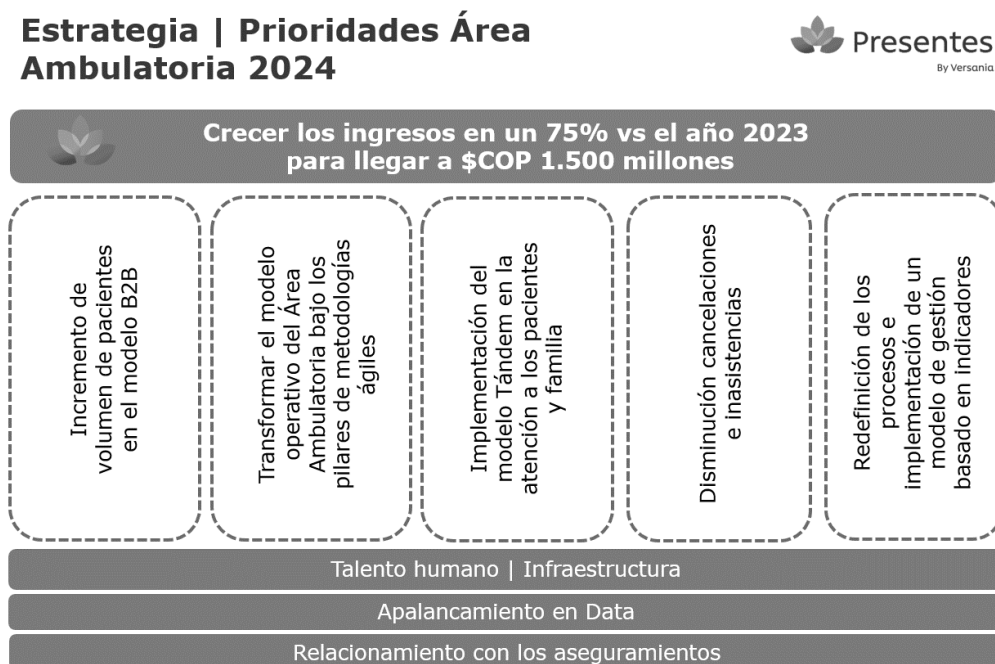 Estrategia | Prioridades Área
Ambulatoria 2024
Presentes
By Versania
Crecer los ingresos en un 75% vs el año 2023
para llegar a $COP 1.500 millones
Incremento de
volumen de pacientes
en el modelo B2B
Transformar el modelo
operativo del Área
Ambulatoria bajo los
pilares de metodologías
ágiles
Implementación del
modelo Tándem en la
atención a los pacientes
y familia
Disminución cancelaciones
e inasistencias
Redefinición de los
procesos e
implementación de un
modelo de gestión
basado en indicadores
Talento humano | Infraestructura
Apalancamiento en Data
Relacionamiento con los aseguramientos